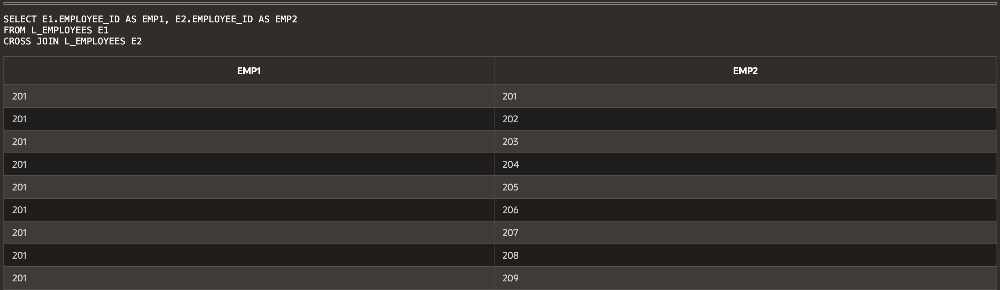 SELECT E1.EMPLOYEE_ID AS EMP1, E2.EMPLOYEE_ID AS EMP2
FROM L_EMPLOYEES E1
CROSS JOIN L_EMPLOYEES E2
EMP1 EMP2
201 201
201 202
201 203
201 204
201 205
201 206
201 207
201 208
201 209